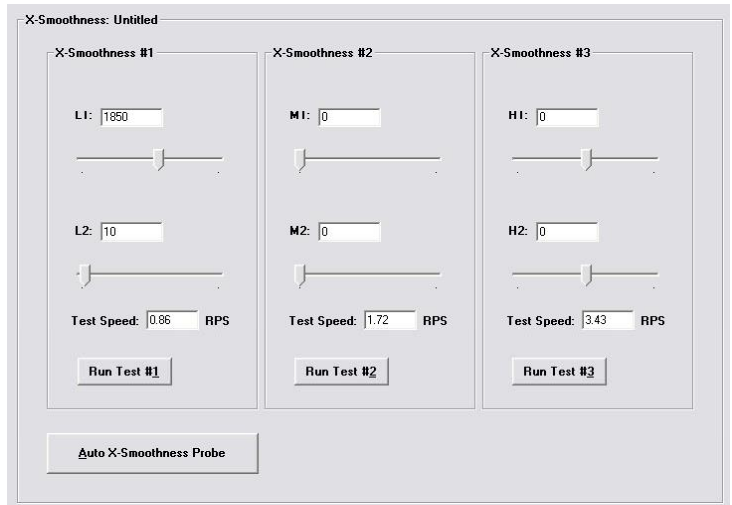 X-Smoothness: Untitled
X-Smoothness #1
L1: 1850
L2: 10
Test Speed: 0.86 RPS
Run Test #1
X-Smoothness #2
M1: 0
M2: 0
Test Speed: 1.72 RPS
Run Test #2
X-Smoothness #3
H1: 0
H2: 0
Test Speed: 3.43 RPS
Run Test #3
Auto X-Smoothness Probe